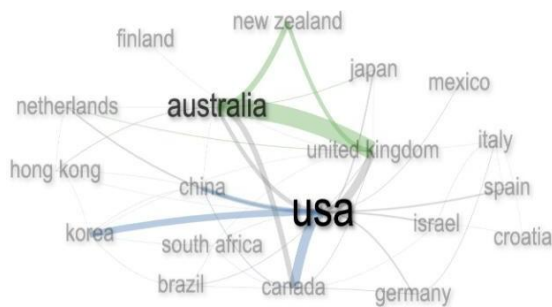 new zealand
finland
japan
mexico
netherlands
australia
united kingdom
italy
hong kong
china
spain
usa
korea
south africa
israel
croatia
brazil
canada
germany